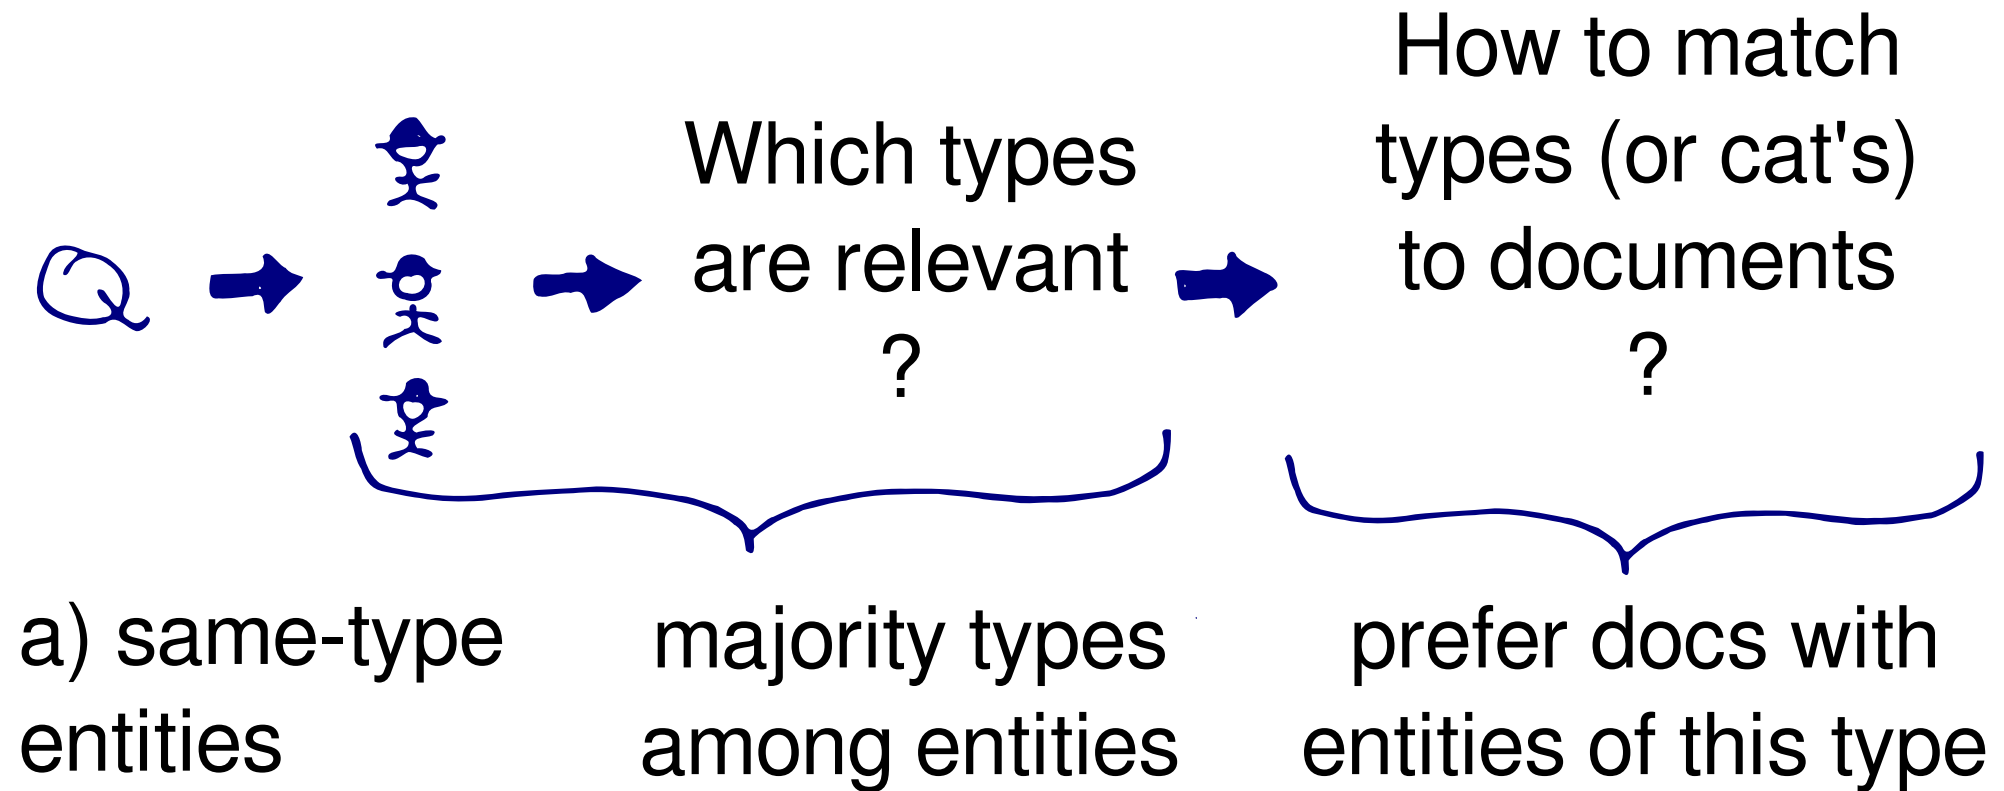 Q
Which types
are relevant
?
How to match
types (or cat's)
to documents
?
a) same-type
entities
majority types
among entities
prefer docs with
entities of this type